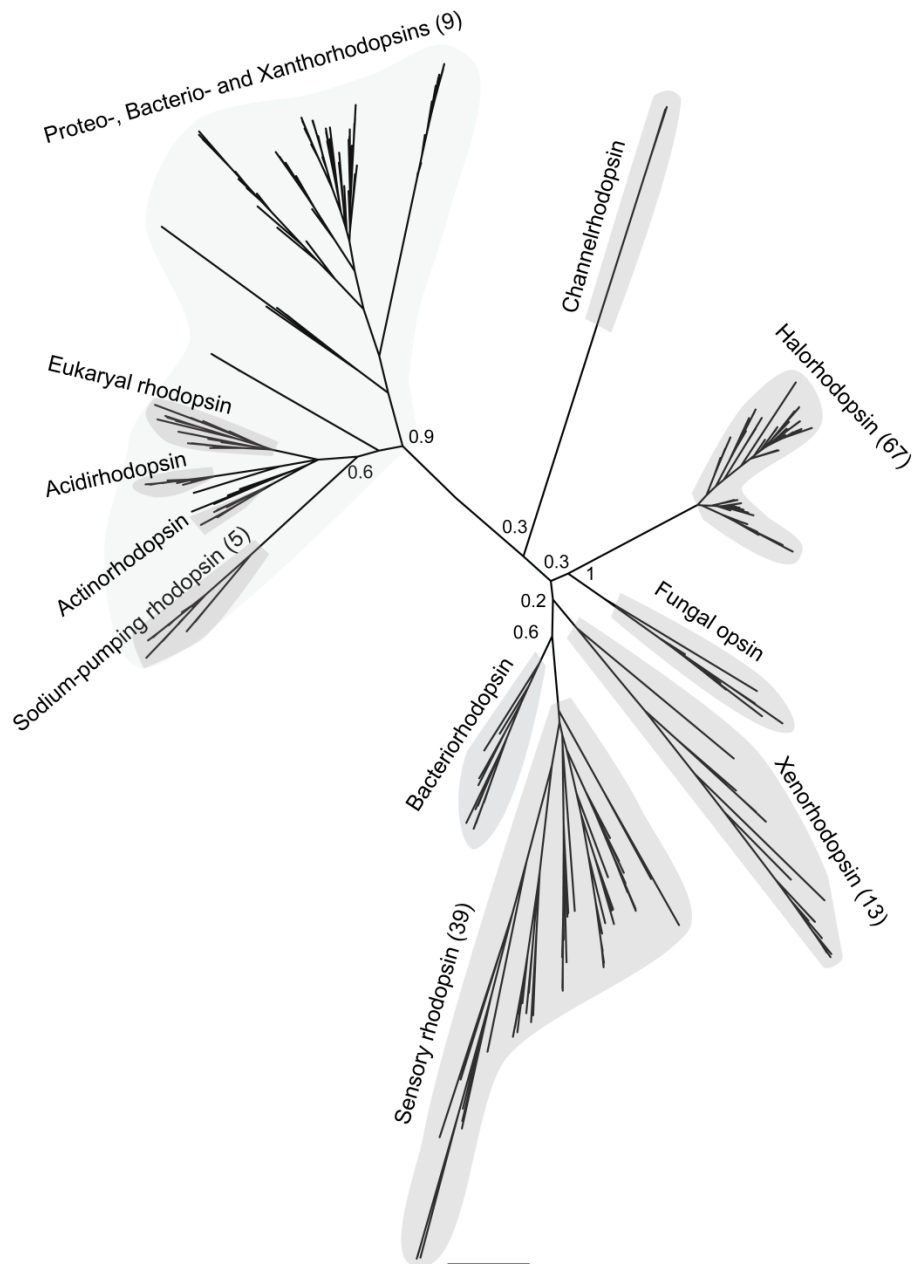 Proteo-, Bacterio- and Xanthorhodopsins (9)
Channelrhodopsin
Halorhodopsin (67)
Eukaryal rhodopsin
0.9
0.6
Acidirhodopsin
Actinorhodopsin
0.3
0.3
1
Sodium-pumping rhodopsin (5)
0.2
Fungal opsin
0.6
Bacteriorhodopsin
Xenorhodopsin (13)
Sensory rhodopsin (39)